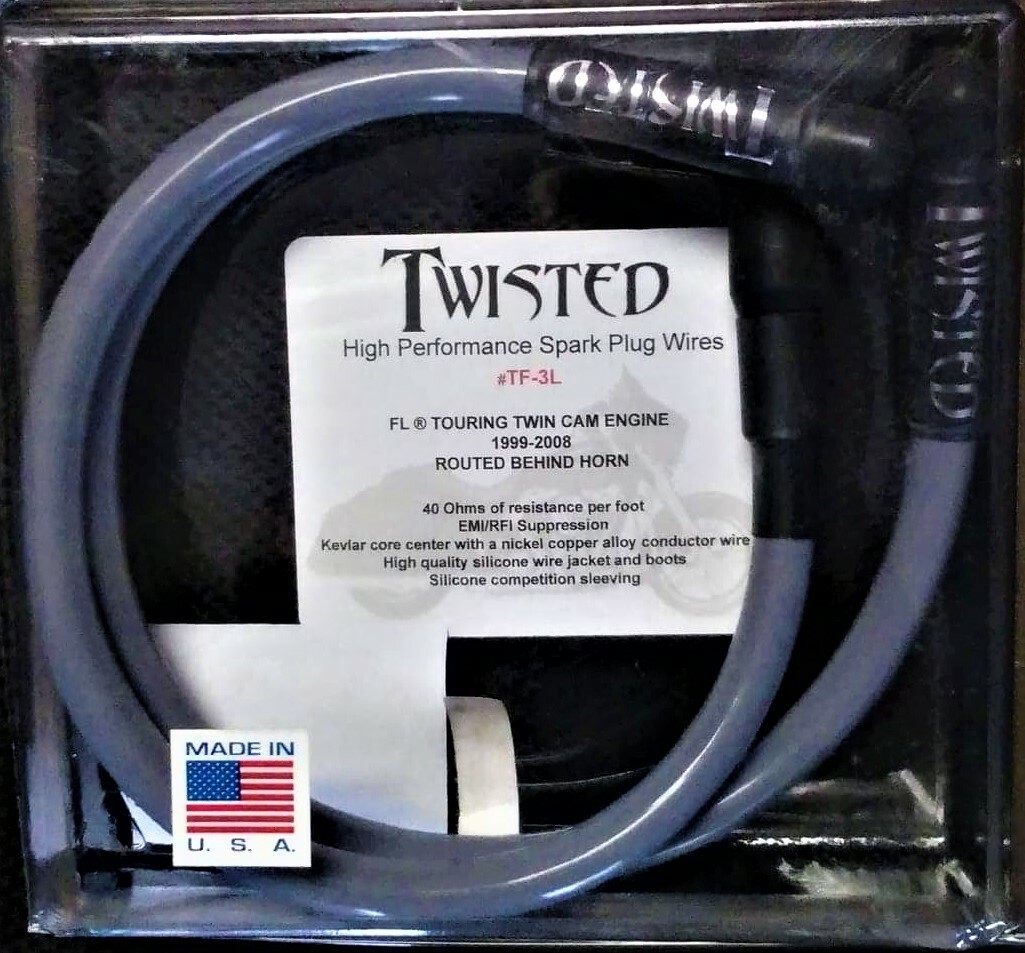 TWISTED
TWISTED
TWISTED
High Performance Spark Plug Wires
#TF-3L
FL ® TOURING TWIN CAM ENGINE
1999-2008
ROUTED BEHIND HORN
40 Ohms of resistance per foot
EMI/RFI Suppression
Kevlar core center with a nickel copper alloy conductor wire
High quality silicone wire jacket and boots
Silicone competition sleeving
MADE IN
U. S. A.